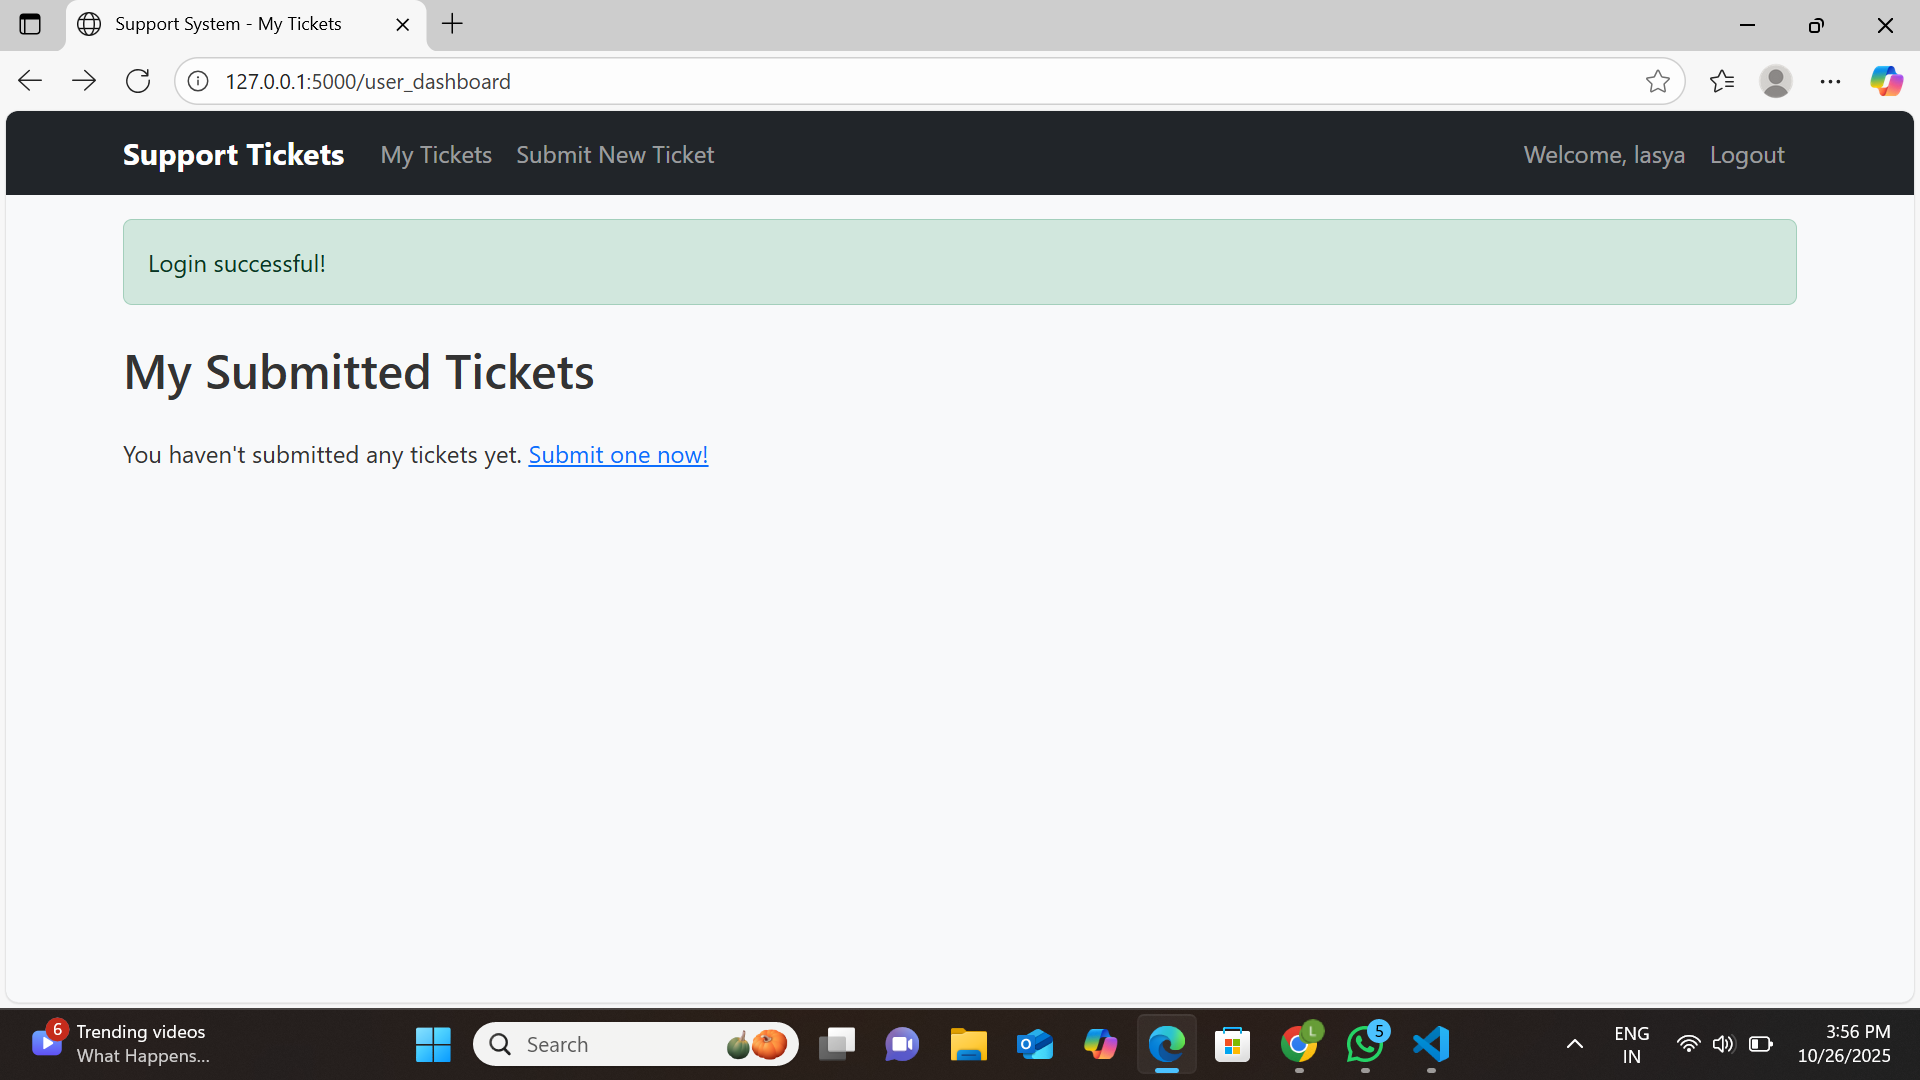 Support System - My Tickets
127.0.0.1:5000/user_dashboard
Support Tickets My Tickets Submit New Ticket Welcome, lasya Logout
Login successful!
My Submitted Tickets
You haven't submitted any tickets yet. Submit one now!
6 Trending videos
What Happens...
Search
L
5
ENG
IN
3:56 PM
10/26/2025